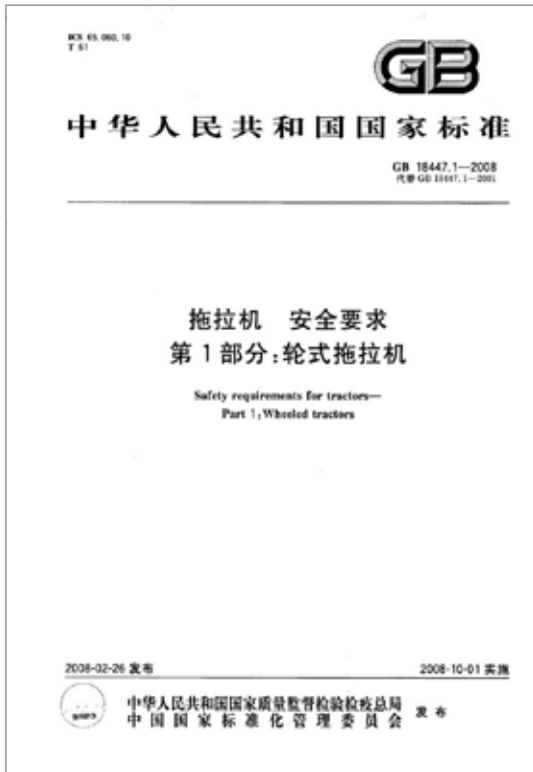 ICS 65.060.10
T 61
GB
中华人民共和国国家标准
GB 18447.1—2008
代替 GB 18447.1—2001
拖拉机 安全要求
第 1 部分:轮式拖拉机
Safety requirements for tractors—
Part 1:Wheeled tractors
2008-02-26 发布
2008-10-01 实施
中华人民共和国国家质量监督检验检疫总局
中国国家标准化管理委员会
发布